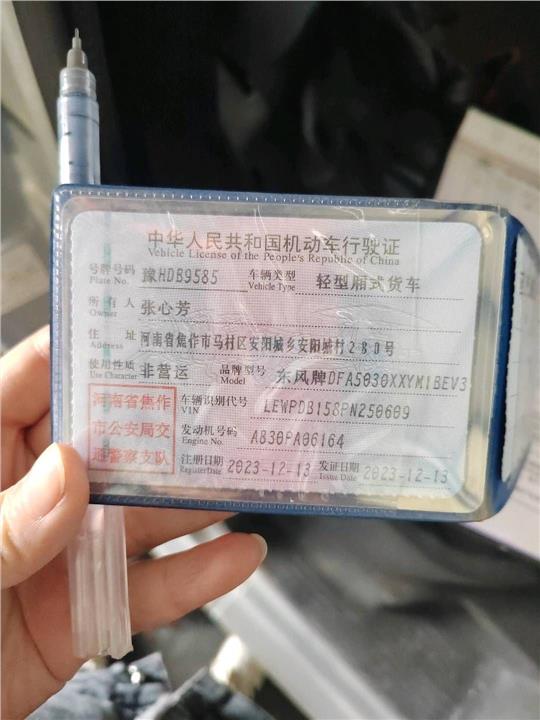 中华人民共和国机动车行驶证
Vehicle License of the People's Republic of China
号牌号码 Plate No. 豫HDB9585 车辆类型 Vehicle Type 轻型厢式货车
所有人 Owner 张心芳
住址 Address 河南省焦作市马村区安阳城乡安阳城村280号
使用性质 Use Character 非营运 品牌型号 Model 东风牌DFA5030XXYM1BEV3
河南省焦作
市公安局交
通警察支队
车辆识别代号 VIN LEWPDB158PN250609
发动机号码 Engine No. A830PA06164
注册日期 Register Date 2023-12-13 发证日期 Issue Date 2023-12-13